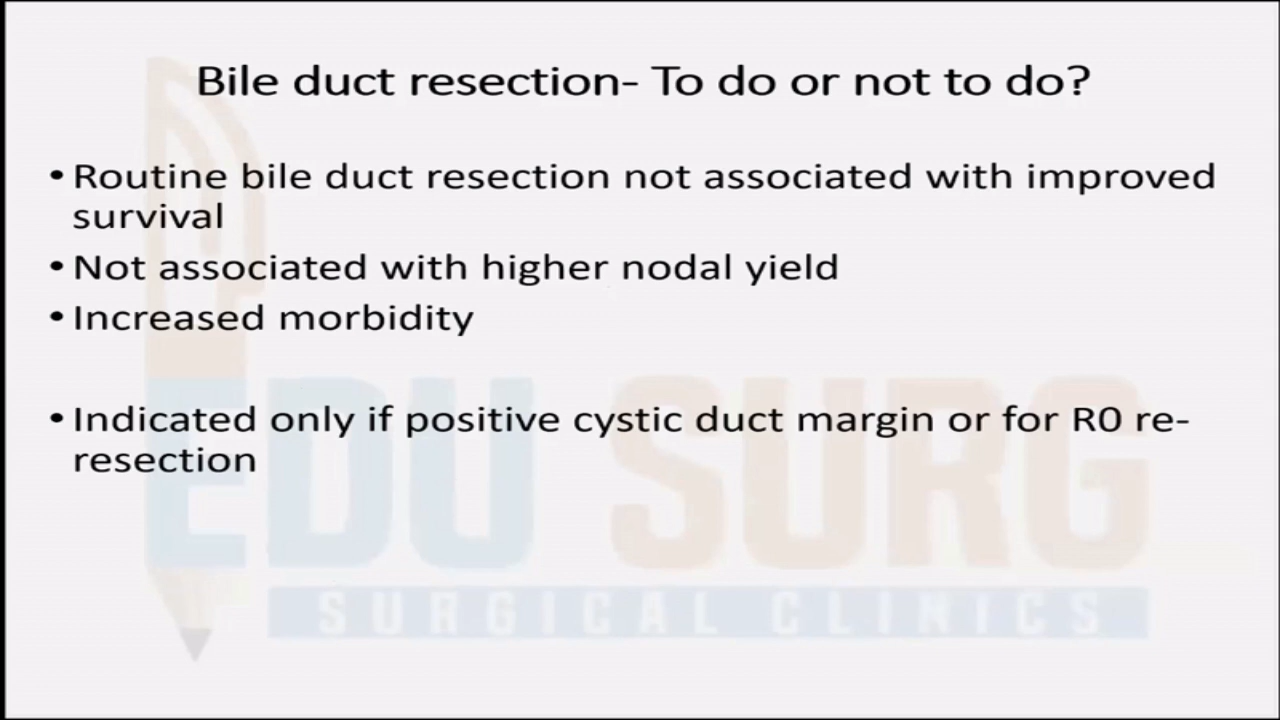 Bile duct resection- To do or not to do?
•Routine bile duct resection not associated with improved
survival
•Not associated with higher nodal yield
•Increased morbidity
•Indicated only if positive cystic duct margin or for R0 re-
resection
EDU SURG
SURGICAL CLINICS